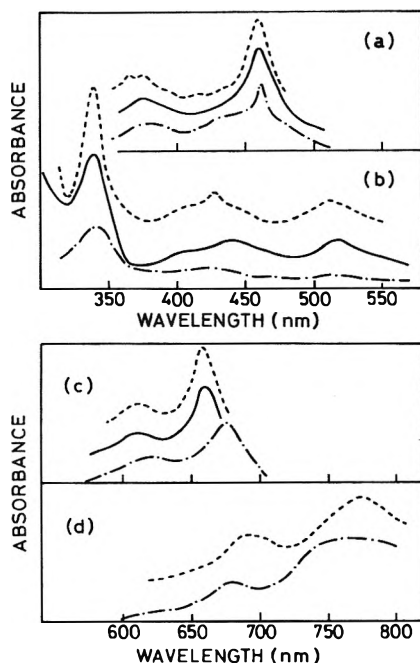 (a)
ABSORBANCE
(b)
350 400 450 500 550
WAVELENGTH (nm)
(c)
ABSORBANCE
(d)
600 650 700 750 800
WAVELENGTH (nm)